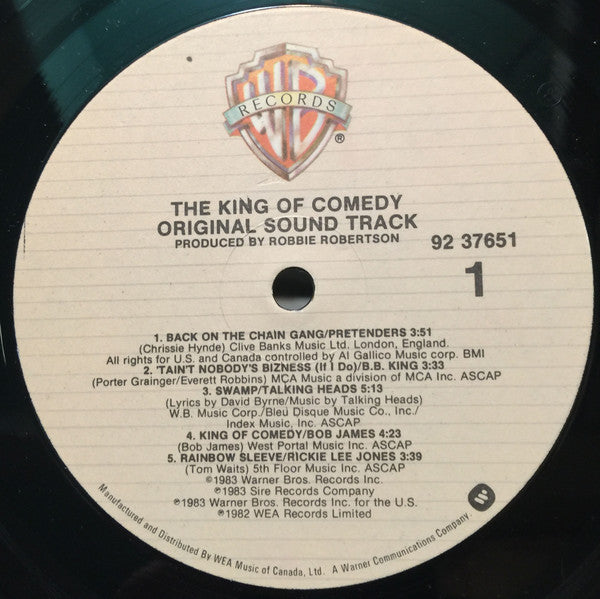 RECORDS
®
THE KING OF COMEDY
ORIGINAL SOUND TRACK
PRODUCED BY ROBBIE ROBERTSON
92 37651
1
1. BACK ON THE CHAIN GANG/PRETENDERS 3:51
(Chrissie Hynde) Clive Banks Music Ltd. London, England.
All rights for U.S. and Canada controlled by Al Gallico Music corp. BMI
2. 'TAIN'T NOBODY'S BIZNESS (If I Do)/B.B. KING 3:33
(Porter Grainger/Everett Robbins) MCA Music a division of MCA Inc. ASCAP
3. SWAMP/TALKING HEADS 5:13
(Lyrics by David Byrne/Music by Talking Heads)
W.B. Music Corp./Bleu Disque Music Co., Inc./
Index Music, Inc. ASCAP
4. KING OF COMEDY/BOB JAMES 4:23
(Bob James) West Portal Music Inc. ASCAP
5. RAINBOW SLEEVE/RICKIE LEE JONES 3:39
(Tom Waits) 5th Floor Music Inc. ASCAP
©1983 Warner Bros. Records Inc.
℗1983 Sire Records Company
℗1983 Warner Bros. Records Inc. for the U.S.
℗1982 WEA Records Limited
Manufactured and Distributed By WEA Music of Canada, Ltd. A Warner Communications Company.